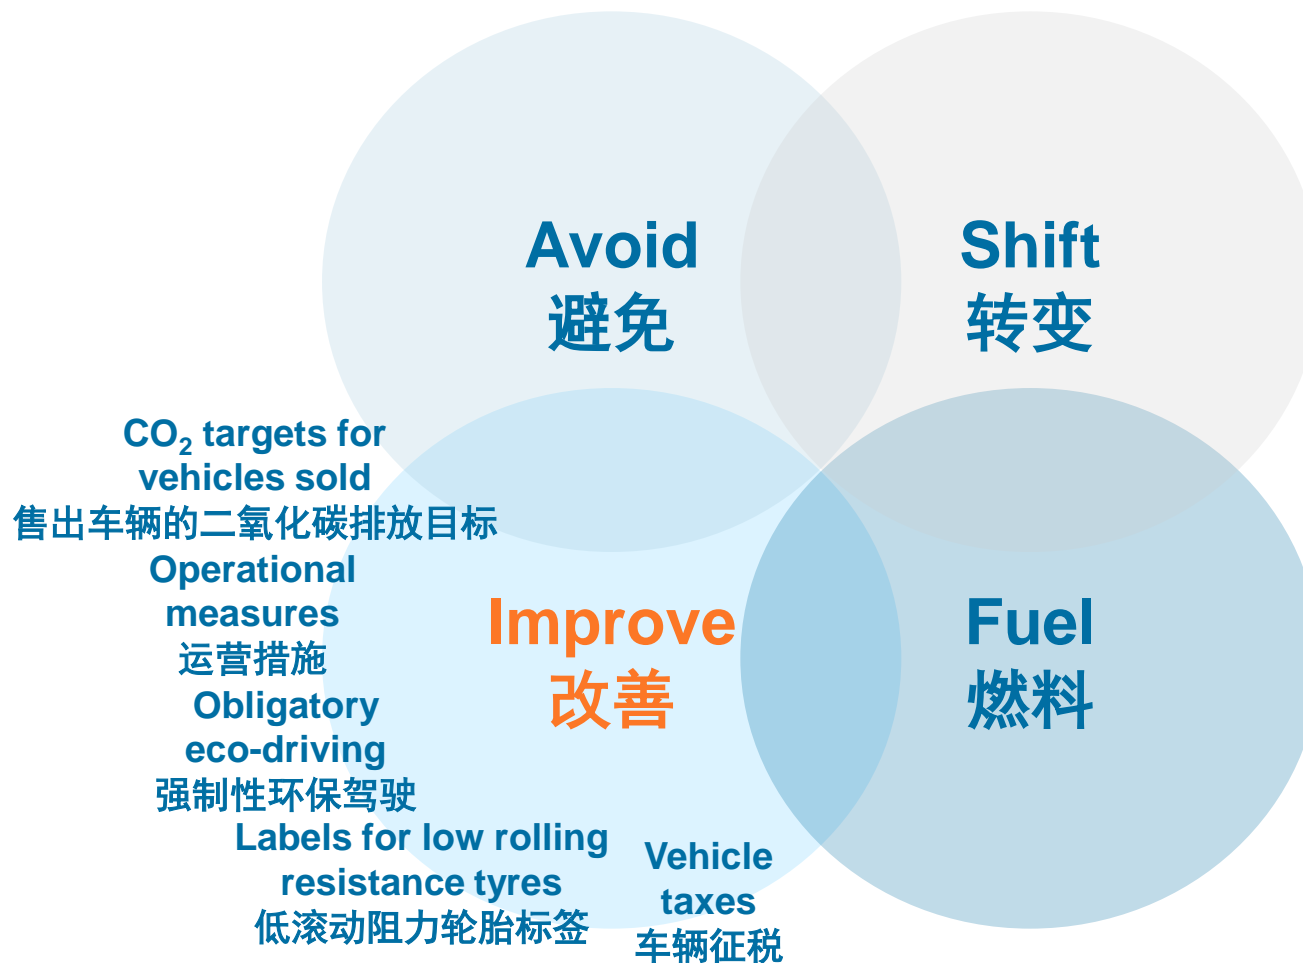 Avoid
避免
Shift
转变
CO₂ targets for
vehicles sold
售出车辆的二氧化碳排放目标
Operational
measures
运营措施
Obligatory
eco-driving
强制性环保驾驶
Labels for low rolling
resistance tyres
低滚动阻力轮胎标签
Vehicle
taxes
车辆征税
Improve
改善
Fuel
燃料